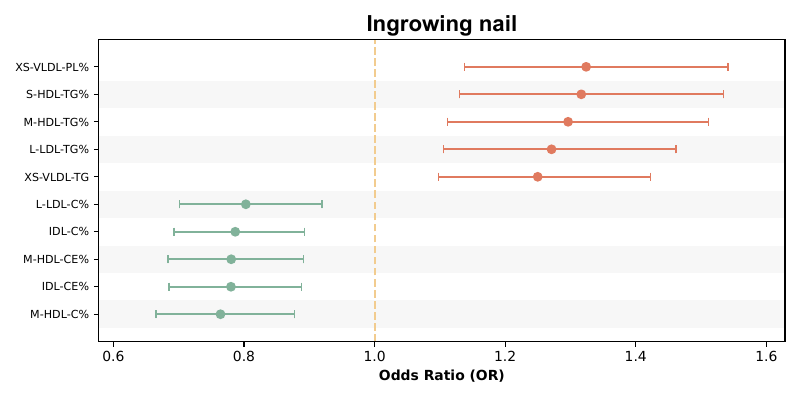 Ingrowing nail
XS-VLDL-PL%
S-HDL-TG%
M-HDL-TG%
L-LDL-TG%
XS-VLDL-TG
L-LDL-C%
IDL-C%
M-HDL-CE%
IDL-CE%
M-HDL-C%
0.6 0.8 1.0 1.2 1.4 1.6
Odds Ratio (OR)